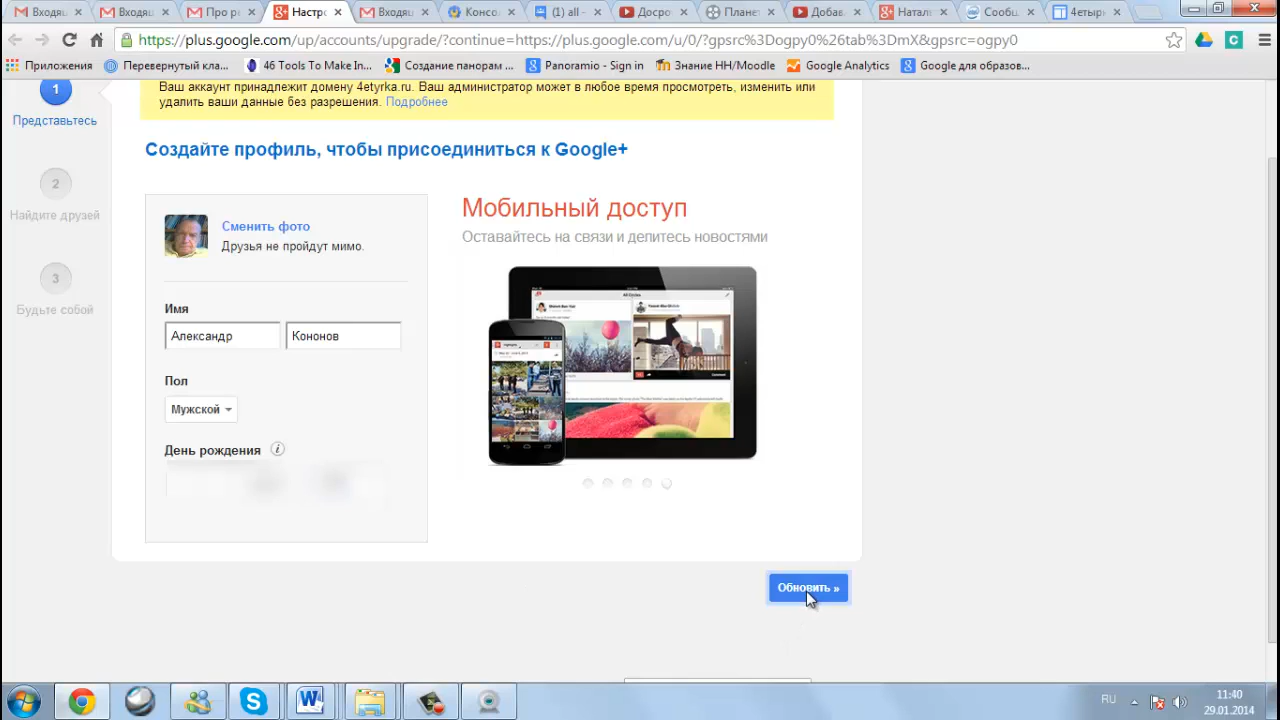 Входящ
Входящ
Про р
Настро
Входящ
Консо
(1) all –
Досро
Планет
Добав.
Наталь
Сообщ
4етырк
https://plus.google.com/up/accounts/upgrade/?continue=https://plus.google.com/u/0/?gpsrc%3Dogpy0%26tab%3DmX&gpsrc=ogpy0
Приложения
Перевернутый кла...
46 Tools To Make In...
Создание панорам ...
Panoramio - Sign in
Знание НН/Moodle
Google Analytics
Google для образов...
1
Представьтесь
2
Найдите друзей
3
Будьте собой
Ваш аккаунт принадлежит домену 4etyrka.ru. Ваш администратор может в любое время просмотреть, изменить или
удалить ваши данные без разрешения. Подробнее
Создайте профиль, чтобы присоединиться к Google+
Сменить фото
Друзья не пройдут мимо.
Имя
Александр
Кононов
Пол
Мужской
День рождения
Мобильный доступ
Оставайтесь на связи и делитесь новостями
Обновить »
RU
11:40
29.01.2014